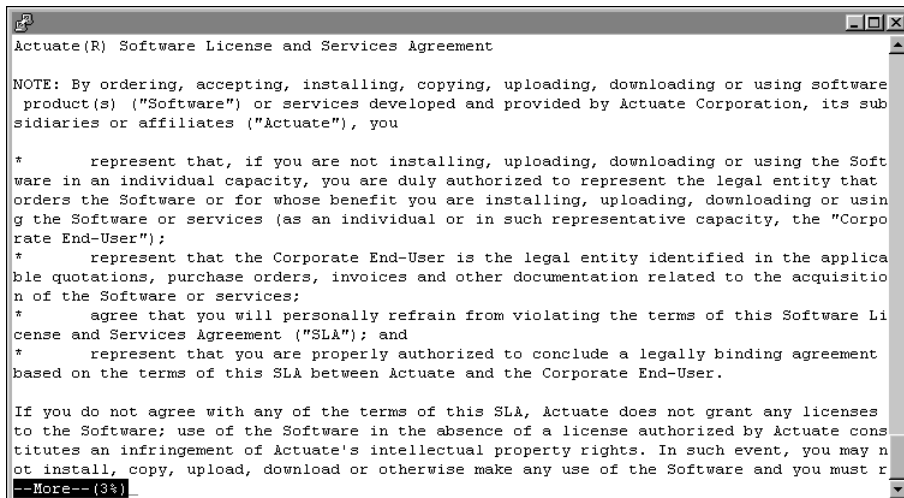 Actuate(R) Software License and Services Agreement
NOTE: By ordering, accepting, installing, copying, uploading, downloading or using software
 product(s) ("Software") or services developed and provided by Actuate Corporation, its sub
sidiaries or affiliates ("Actuate"), you
*       represent that, if you are not installing, uploading, downloading or using the Soft
ware in an individual capacity, you are duly authorized to represent the legal entity that
orders the Software or for whose benefit you are installing, uploading, downloading or usin
g the Software or services (as an individual or in such representative capacity, the "Corpo
rate End-User");
*       represent that the Corporate End-User is the legal entity identified in the applica
ble quotations, purchase orders, invoices and other documentation related to the acquisitio
n of the Software or services;
*       agree that you will personally refrain from violating the terms of this Software Li
cense and Services Agreement ("SLA"); and
*       represent that you are properly authorized to conclude a legally binding agreement
based on the terms of this SLA between Actuate and the Corporate End-User.
If you do not agree with any of the terms of this SLA, Actuate does not grant any licenses
to the Software; use of the Software in the absence of a license authorized by Actuate cons
titutes an infringement of Actuate's intellectual property rights. In such event, you may n
ot install, copy, upload, download or otherwise make any use of the Software and you must r
--More--(3%)